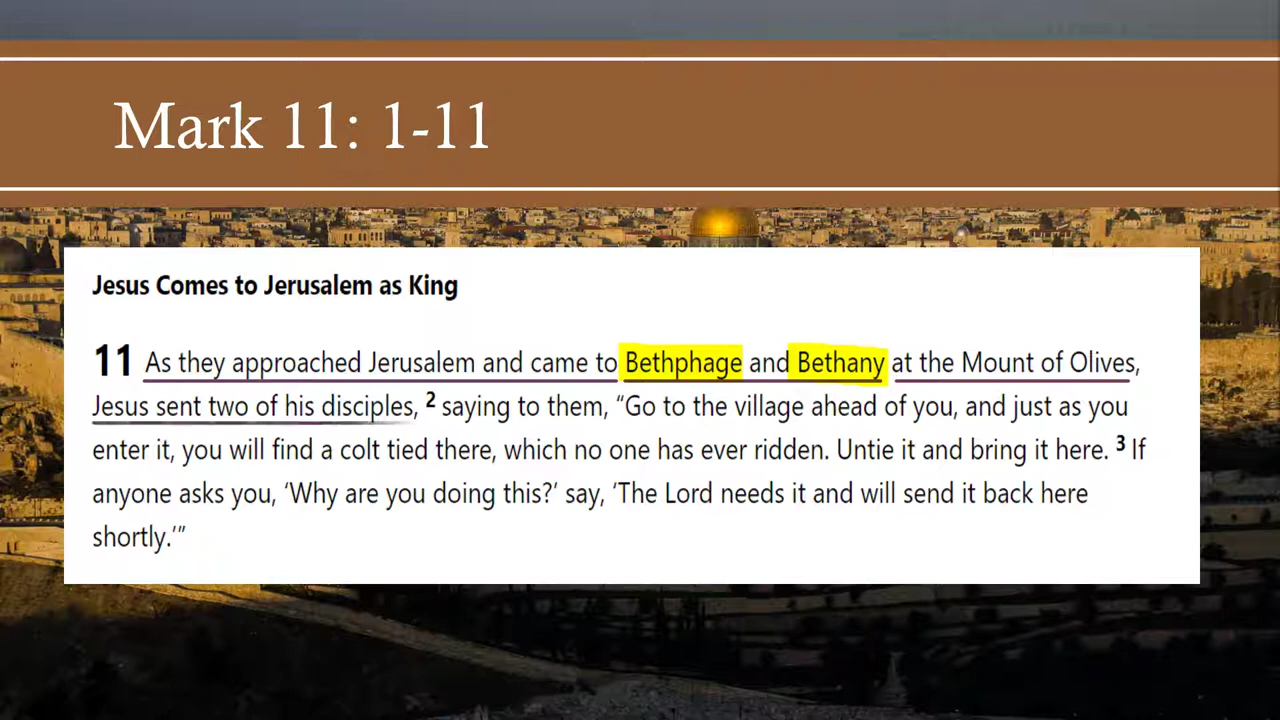 Mark 11: 1-11
Jesus Comes to Jerusalem as King
11 As they approached Jerusalem and came to Bethphage and Bethany at the Mount of Olives,
Jesus sent two of his disciples, 2 saying to them, “Go to the village ahead of you, and just as you
enter it, you will find a colt tied there, which no one has ever ridden. Untie it and bring it here. 3 If
anyone asks you, ‘Why are you doing this?’ say, ‘The Lord needs it and will send it back here
shortly.’”